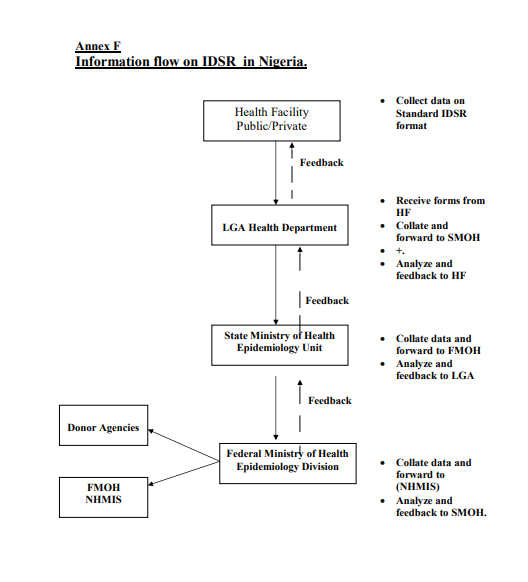 Annex F
Information flow on IDSR in Nigeria.
Health Facility
Public/Private
• Collect data on
Standard IDSR
format
Feedback
LGA Health Department
• Receive forms from
HF
• Collate and
forward to SMOH
• +.
• Analyze and
feedback to HF
Feedback
State Ministry of Health
Epidemiology Unit
• Collate data and
forward to FMOH
• Analyze and
feedback to LGA
Feedback
Donor Agencies
Federal Ministry of Health
Epidemiology Division
FMOH
NHMIS
• Collate data and
forward to
(NHMIS)
• Analyze and
feedback to SMOH.